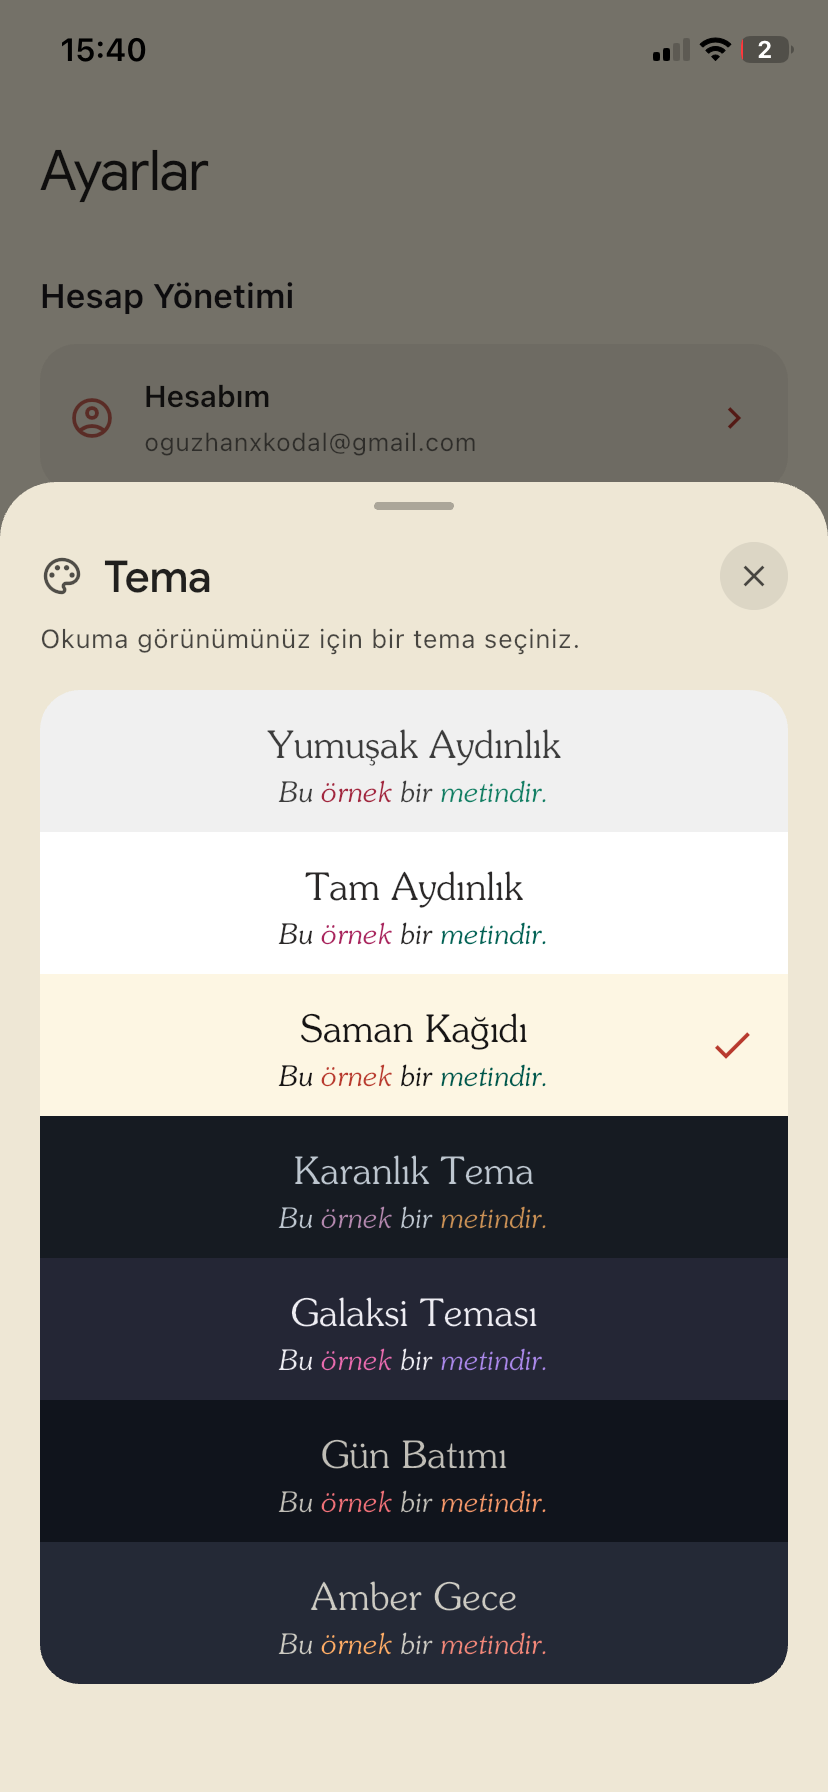 15:40
2
Ayarlar
Hesap Yönetimi
Hesabım
oguzhanxkodal@gmail.com
Tema
Okuma görünümünüz için bir tema seçiniz.
Yumuşak Aydınlık
Bu örnek bir metindir.
Tam Aydınlık
Bu örnek bir metindir.
Saman Kağıdı
Bu örnek bir metindir.
Karanlık Tema
Bu örnek bir metindir.
Galaksi Teması
Bu örnek bir metindir.
Gün Batımı
Bu örnek bir metindir.
Amber Gece
Bu örnek bir metindir.